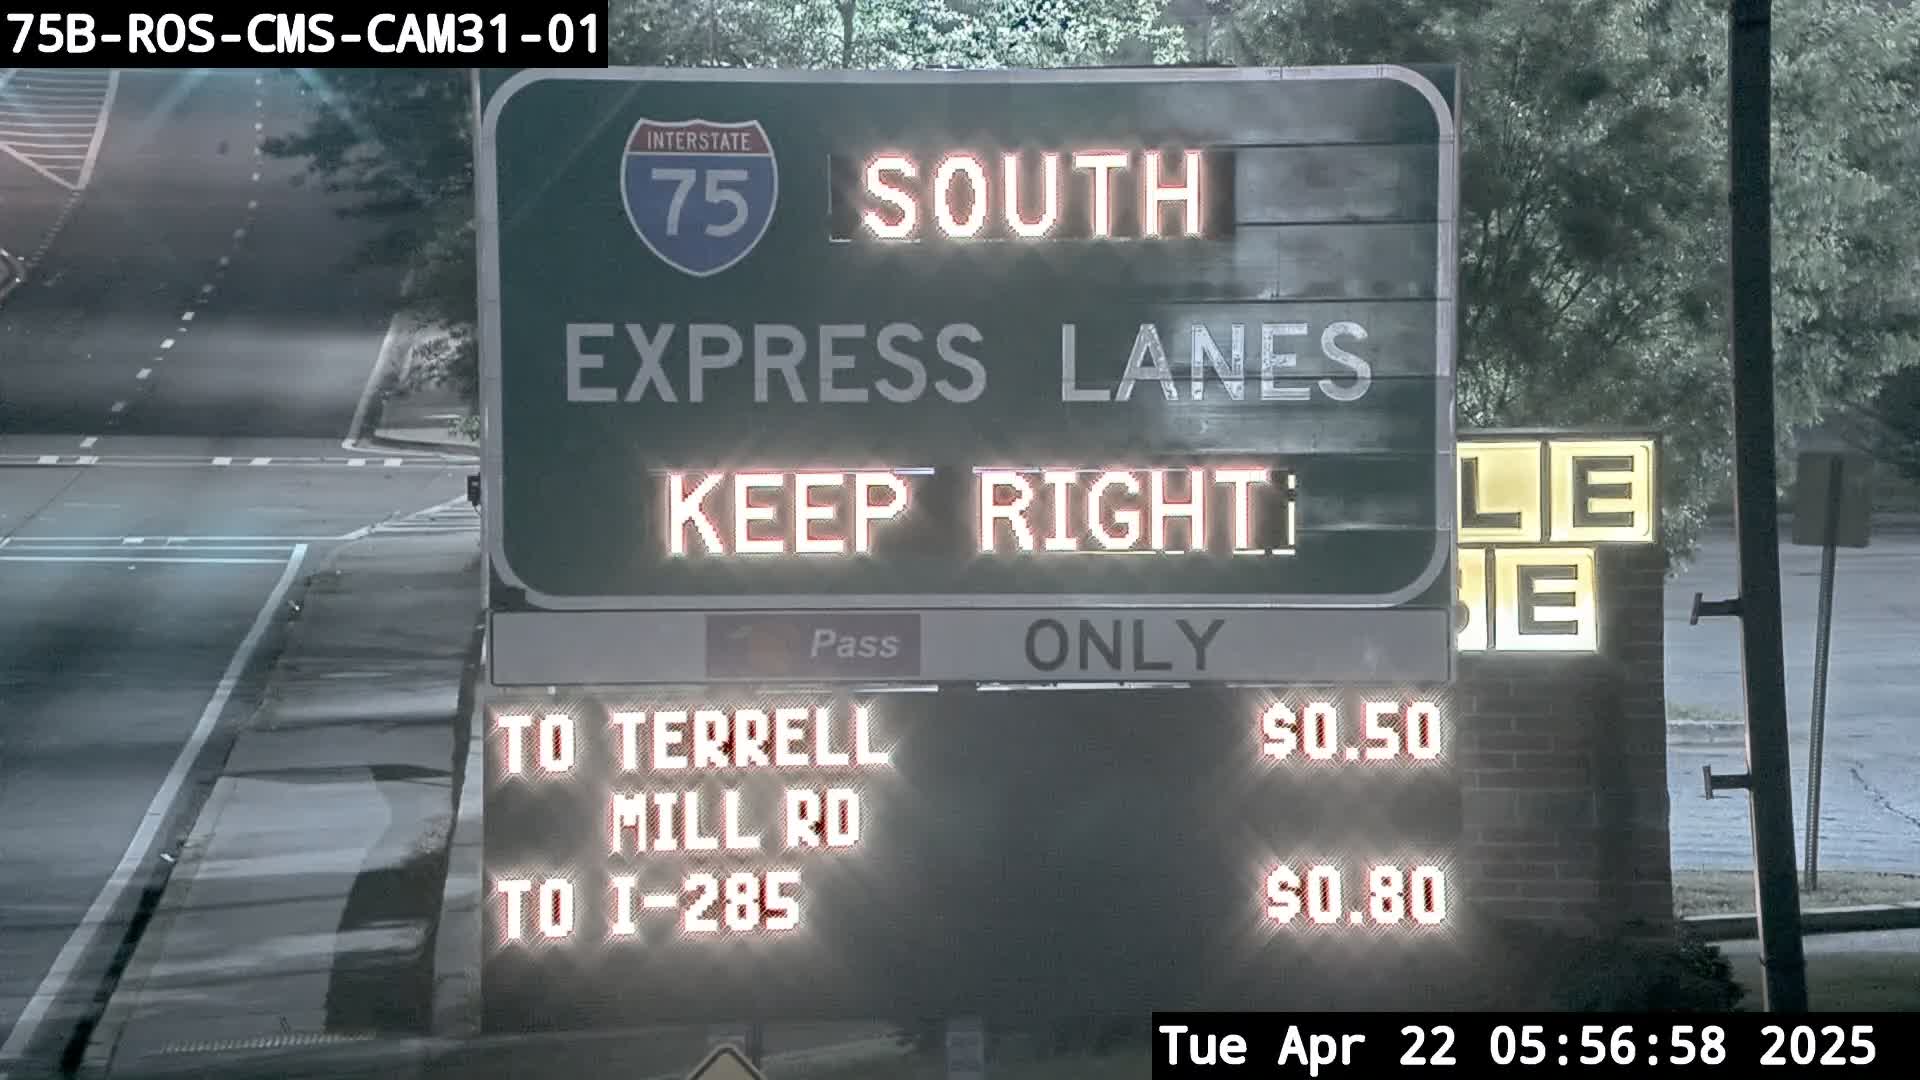 75B-ROS-CMS-CAM31-01
INTERSTATE
75
SOUTH
EXPRESS LANES
KEEP RIGHT
Pass ONLY
TO TERRELL $0.50
MILL RD
TO I-285 $0.80
LE
E
Tue Apr 22 05:56:58 2025